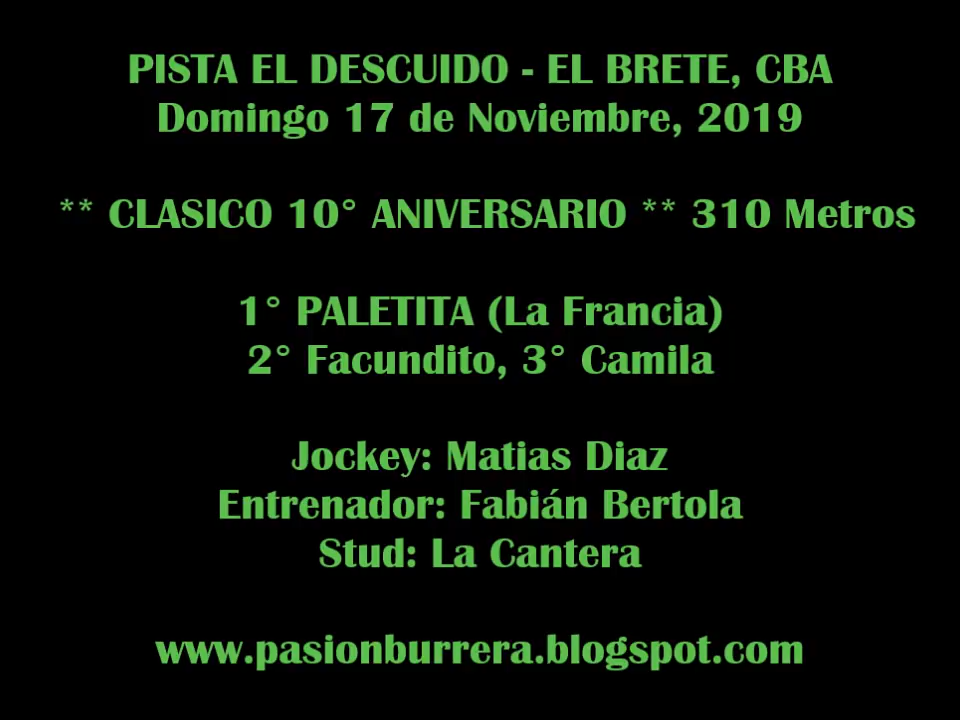 PISTA EL DESCUIDO - EL BRETE, CBA
Domingo 17 de Noviembre, 2019
** CLASICO 10° ANIVERSARIO ** 310 Metros
1° PALETITA (La Francia)
2° Facundito, 3° Camila
Jockey: Matias Diaz
Entrenador: Fabián Bertola
Stud: La Cantera
www.pasionburrera.blogspot.com